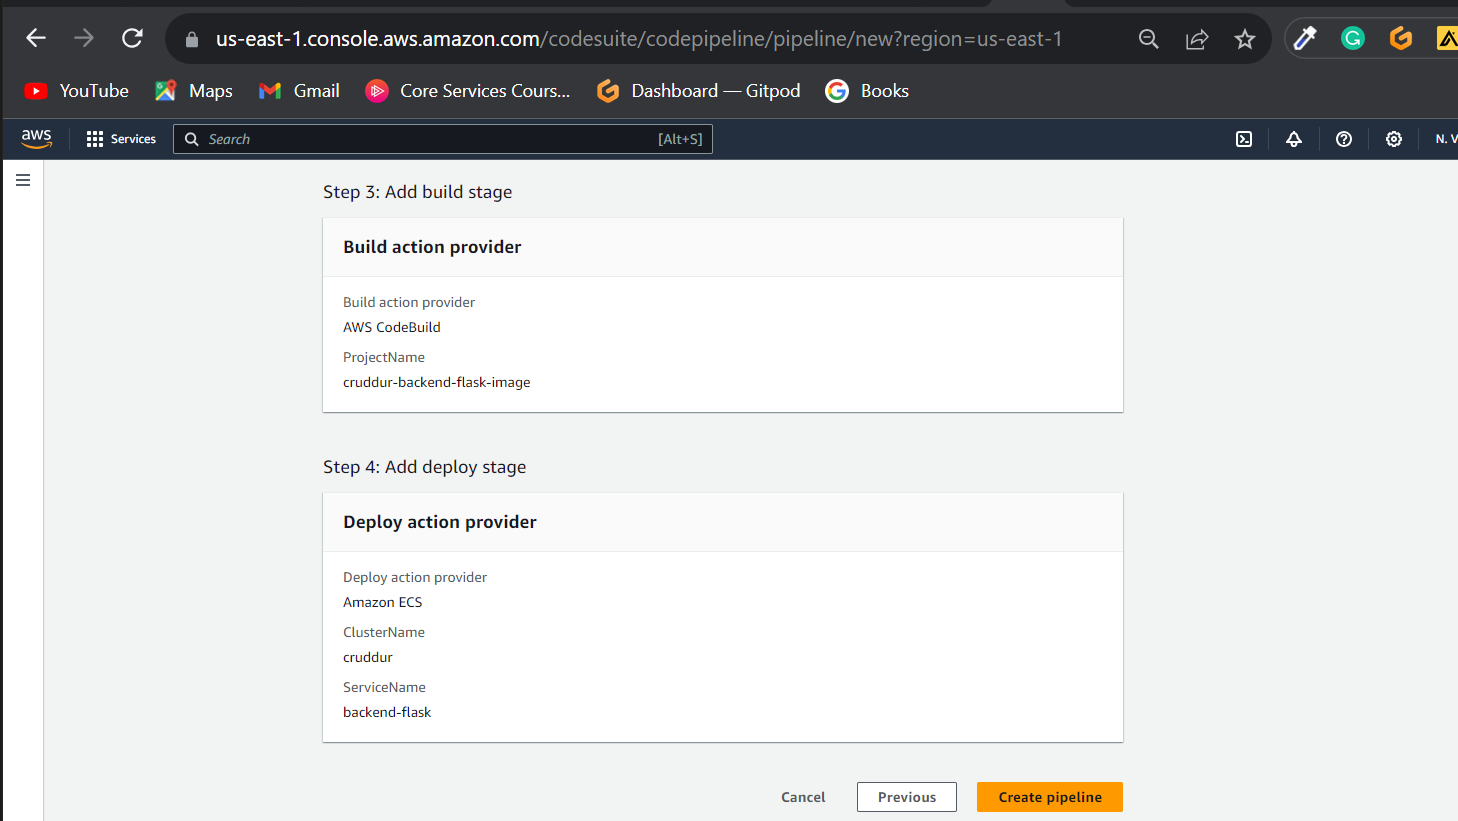 us-east-1.console.aws.amazon.com/codesuite/codepipeline/pipeline/new?region=us-east-1
YouTube Maps Gmail Core Services Cours... Dashboard — Gitpod Books
aws Services Search [Alt+S] N. V
Step 3: Add build stage
Build action provider
Build action provider
AWS CodeBuild
ProjectName
cruddur-backend-flask-image
Step 4: Add deploy stage
Deploy action provider
Deploy action provider
Amazon ECS
ClusterName
cruddur
ServiceName
backend-flask
Cancel Previous Create pipeline